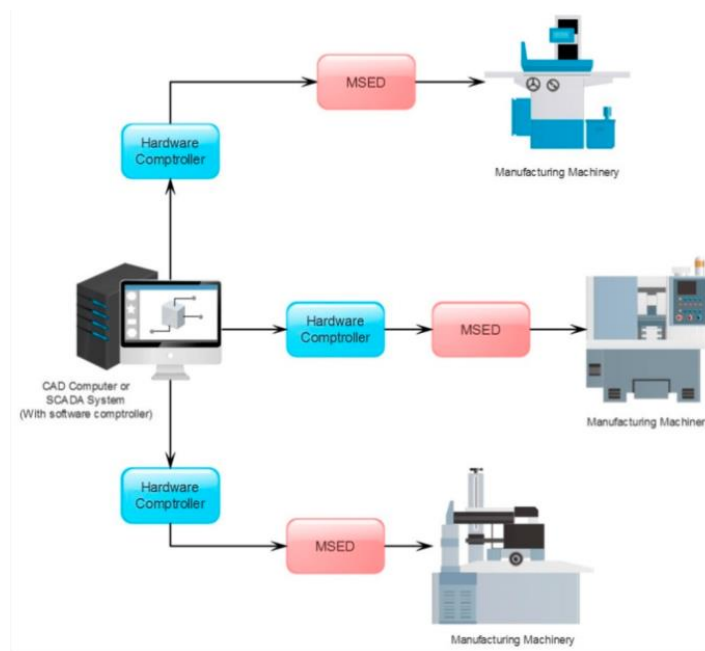 MSED
Hardware
Comptroller
Manufacturing Machinery
Hardware
Comptroller
MSED
CAD Computer or
SCADA System
(With software comptroller)
Manufacturing Machiner
Hardware
Comptroller
MSED
Manufacturing Machinery